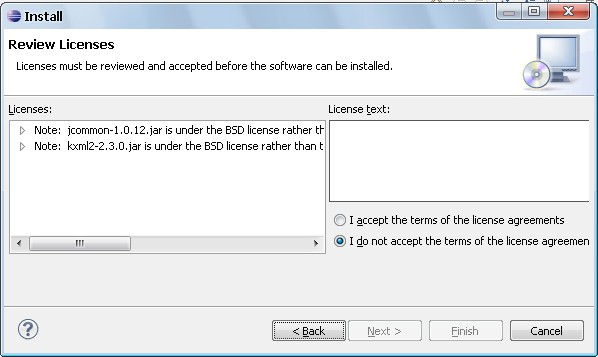 Install
Review Licenses
Licenses must be reviewed and accepted before the software can be installed.
Licenses:
License text:
Note: jcommon-1.0.12.jar is under the BSD license rather th
Note: kxml2-2.3.0.jar is under the BSD license rather than t
I accept the terms of the license agreements
I do not accept the terms of the license agreemen
< Back
Next >
Finish
Cancel